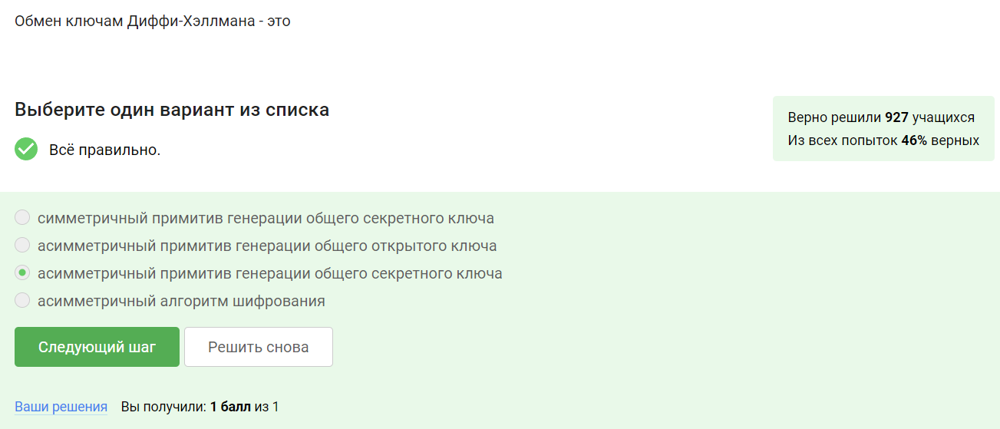 Обмен ключам Диффи-Хэллмана - это
Выберите один вариант из списка
Всё правильно.
Верно решили 927 учащихся
Из всех попыток 46% верных
симметричный примитив генерации общего секретного ключа
асимметричный примитив генерации общего открытого ключа
асимметричный примитив генерации общего секретного ключа
асимметричный алгоритм шифрования
Следующий шаг Решить снова
Ваши решения Вы получили: 1 балл из 1